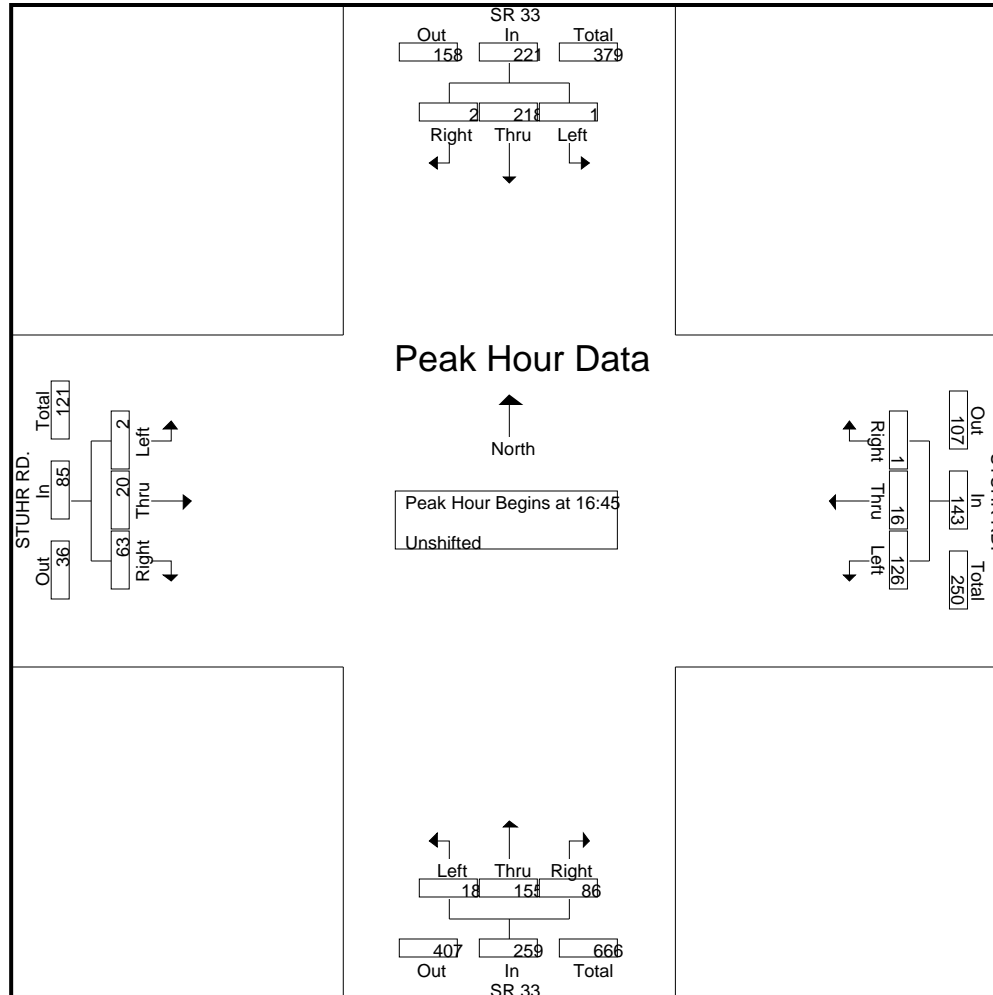 SR 33
Out In Total
158 221 379
2 218 1
Right Thru Left
Peak Hour Data
North
Peak Hour Begins at 16:45
Unshifted
STUHR RD.
Out In Total
36 85 121
63 20 2
Right Thru Left
Out In Total
107 143 250
1 16 126
Right Thru Left
Left Thru Right
18 155 86
407 259 666
Out In Total
SR 33